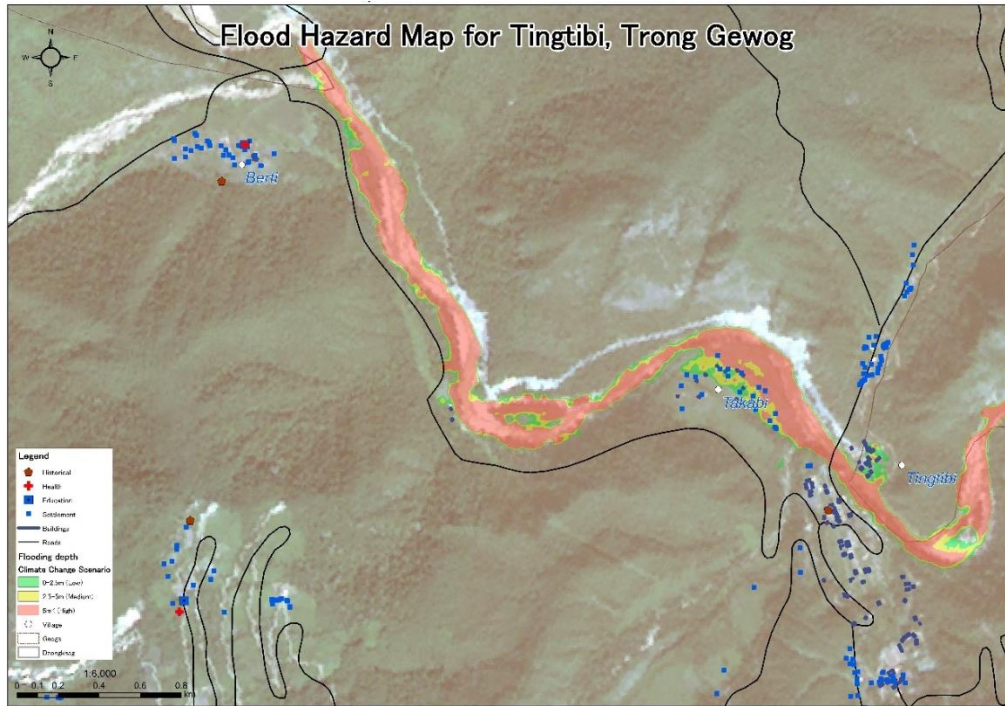 Flood Hazard Map for Tingtibi, Trong Gewog
N
W E
S
Berti
Takabi
Tingtibi
Legend
Historical
Health
Education
Settlement
Buildings
Roads
Flooding depth
Climate Change Scenario
0-2.5m (Low)
2.5-5m (Medium)
(High)
Village
Geogs
Dzongkhag
1:6,000
0 0.1 0.2 0.4 0.6 0.8
km